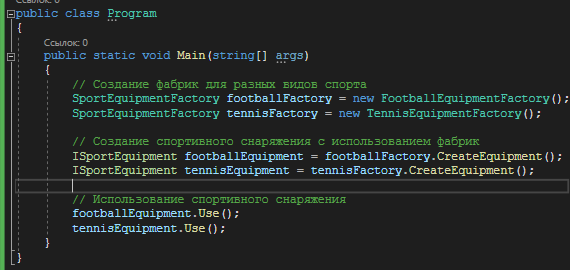 Ссылок: 0
public class Program
{
Ссылок: 0
public static void Main(string[] args)
{
// Создание фабрик для разных видов спорта
SportEquipmentFactory footballFactory = new FootballEquipmentFactory();
SportEquipmentFactory tennisFactory = new TennisEquipmentFactory();
// Создание спортивного снаряжения с использованием фабрик
ISportEquipment footballEquipment = footballFactory.CreateEquipment();
ISportEquipment tennisEquipment = tennisFactory.CreateEquipment();
// Использование спортивного снаряжения
footballEquipment.Use();
tennisEquipment.Use();
}
}